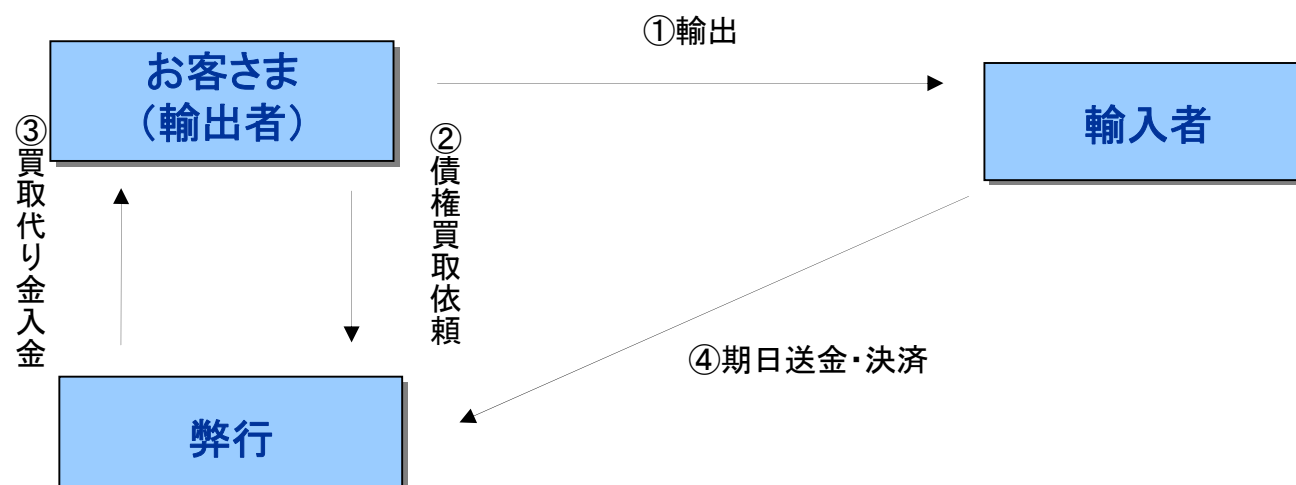 ①輸出
お客さま
（輸出者）
輸入者
③買取代り金入金
②債権買取依頼
④期日送金・決済
弊行